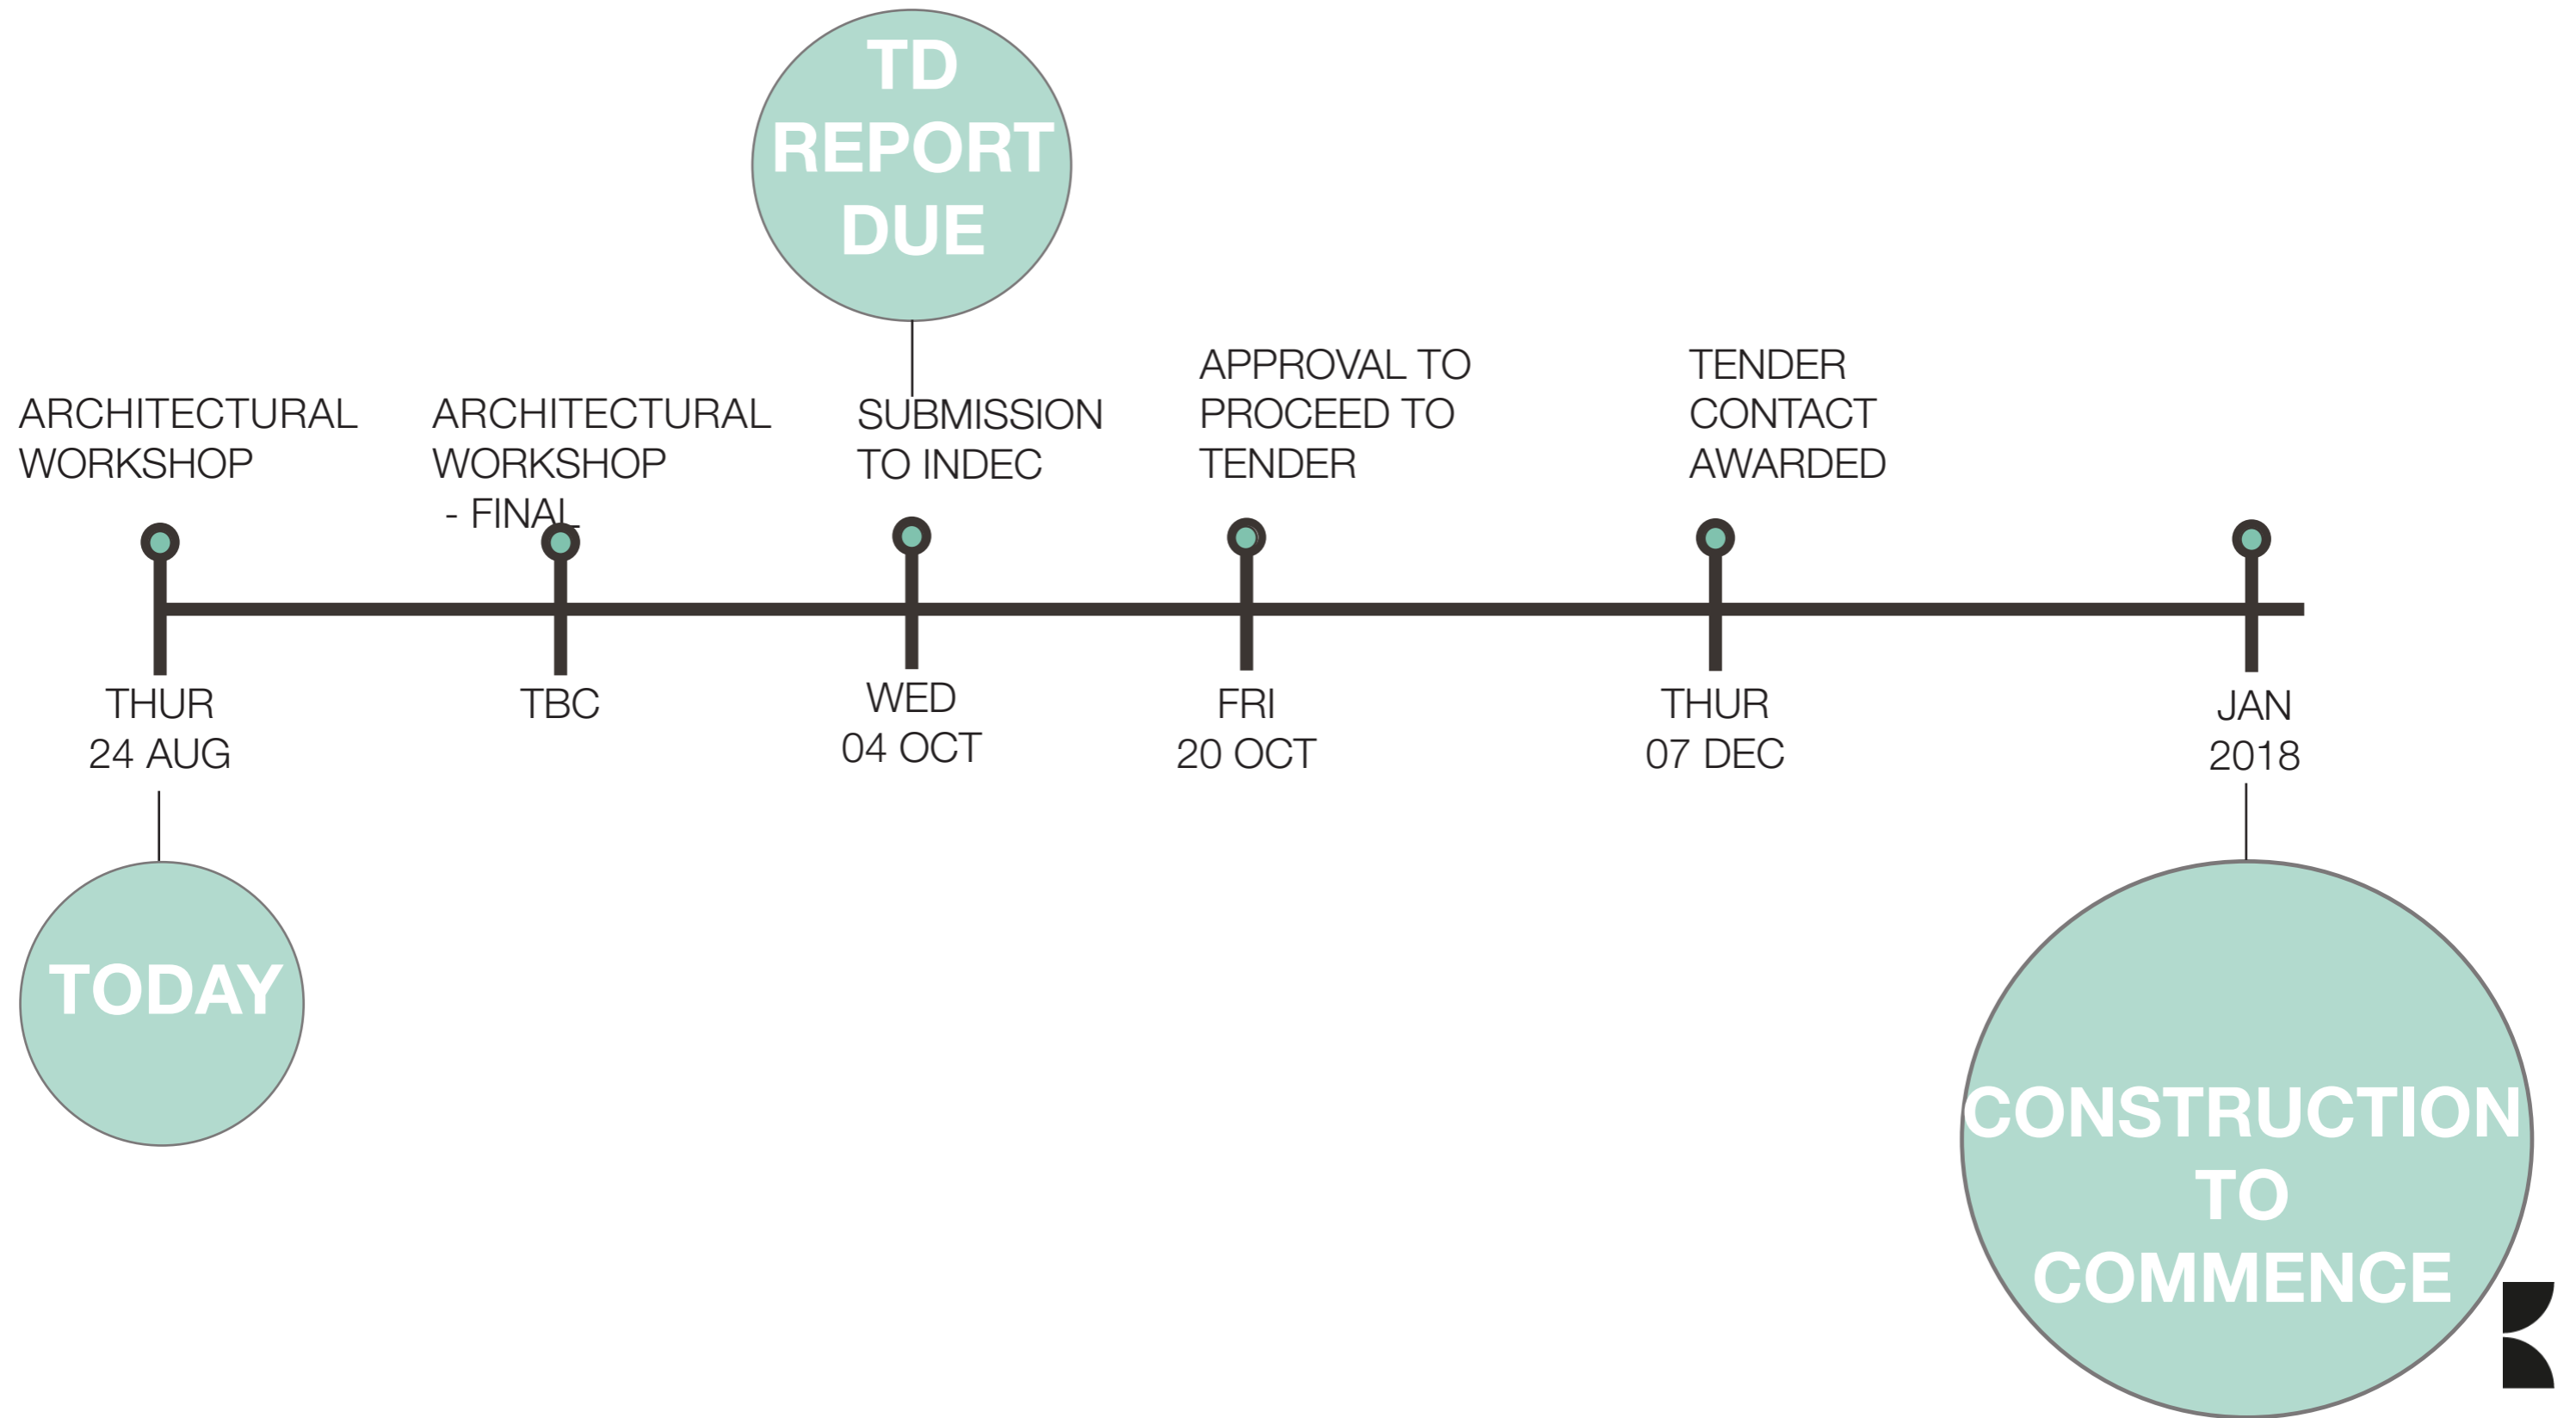 TD
REPORT
DUE
ARCHITECTURAL
WORKSHOP
ARCHITECTURAL
WORKSHOP
- FINAL
SUBMISSION
TO INDEC
APPROVAL TO
PROCEED TO
TENDER
TENDER
CONTACT
AWARDED
THUR
24 AUG
TBC
WED
04 OCT
FRI
20 OCT
THUR
07 DEC
JAN
2018
TODAY
CONSTRUCTION
TO
COMMENCE